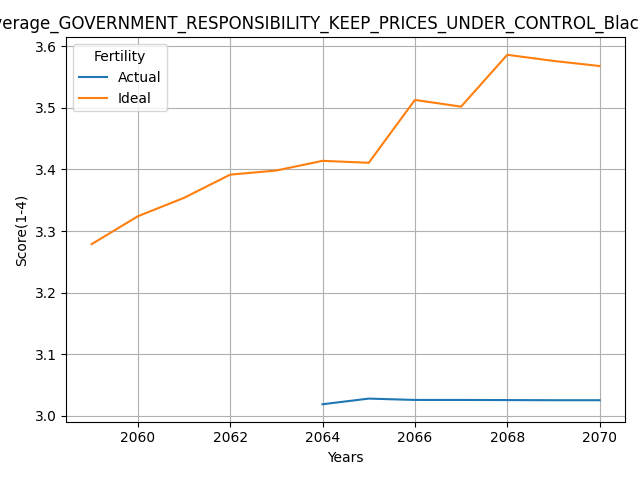 verage_GOVERNMENT_RESPONSIBILITY_KEEP_PRICES_UNDER_CONTROL_Blac
Fertility
Actual
Ideal
Score(1-4)
3.6
3.5
3.4
3.3
3.2
3.1
3.0
2060 2062 2064 2066 2068 2070
Years